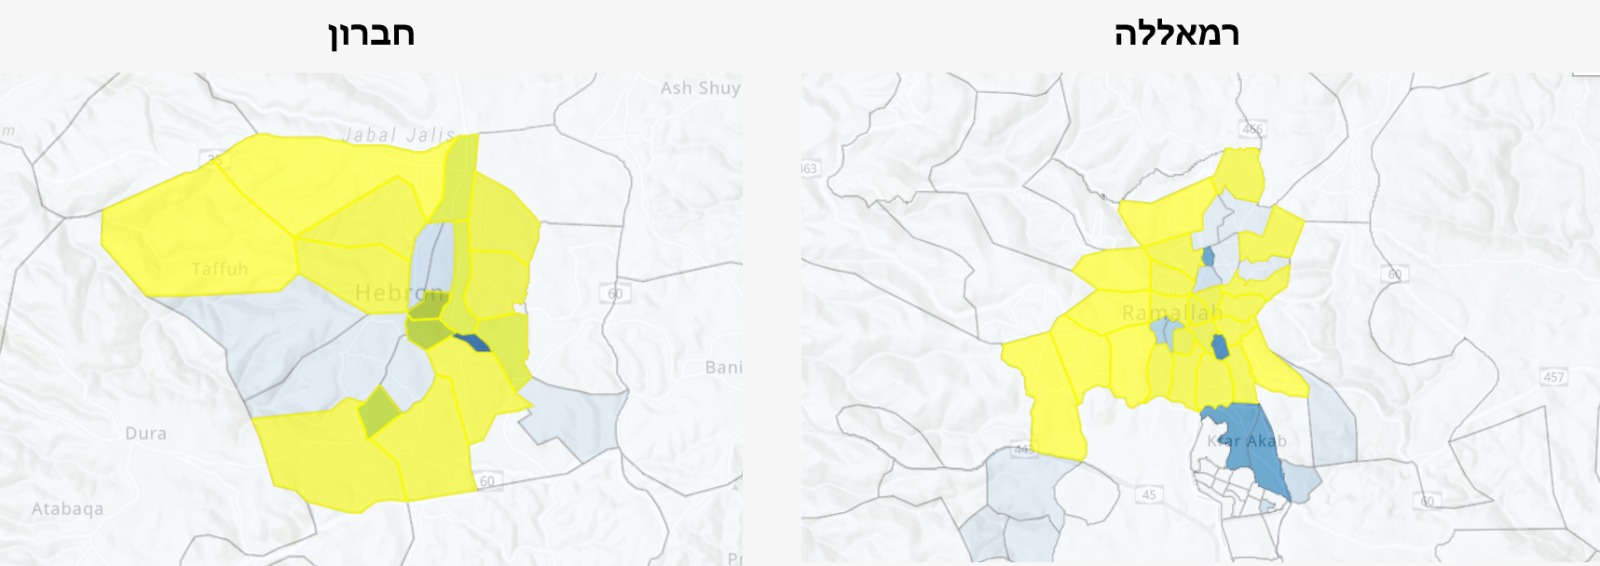 חברון
רמאללה
Ash Shuy
m
Jabal Jalis
35
Taffuh
Hebron
60
Bani
Dura
60
Atabaqa
Pr
466
463
60
Ramallah
457
Kfar Akab
443
45
60